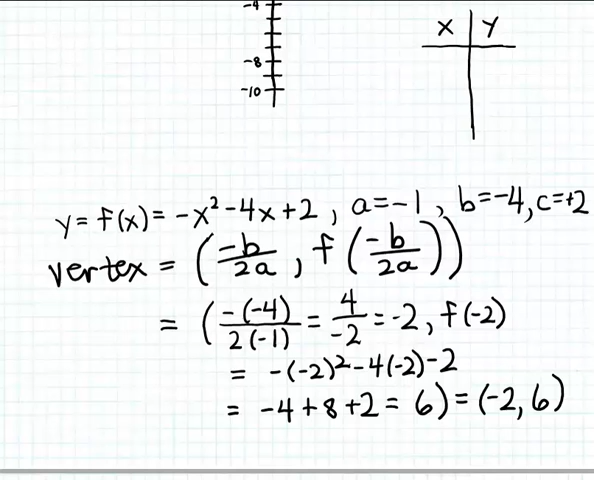 -4
-8
-10
X Y
y = f(x) = -x² - 4x + 2 , a = -1 , b = -4, c = +2
vertex = (-b/2a , f(-b/2a))
= (-(-4)/2(-1) = 4/-2 = -2, f(-2)
= -(-2)² - 4(-2) - 2
= -4 + 8 + 2 = 6) = (-2, 6)